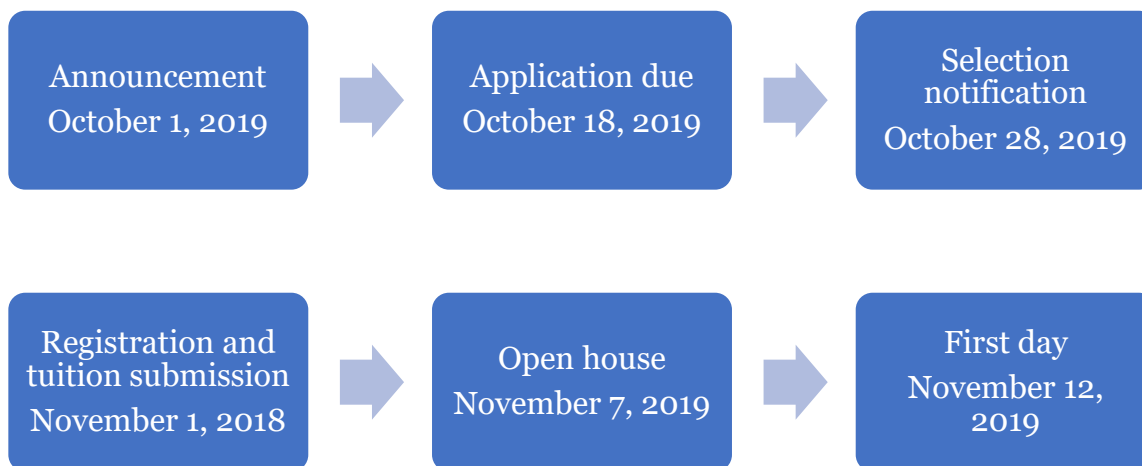 Announcement
October 1, 2019
Application due
October 18, 2019
Selection
notification
October 28, 2019
Registration and
tuition submission
November 1, 2018
Open house
November 7, 2019
First day
November 12,
2019